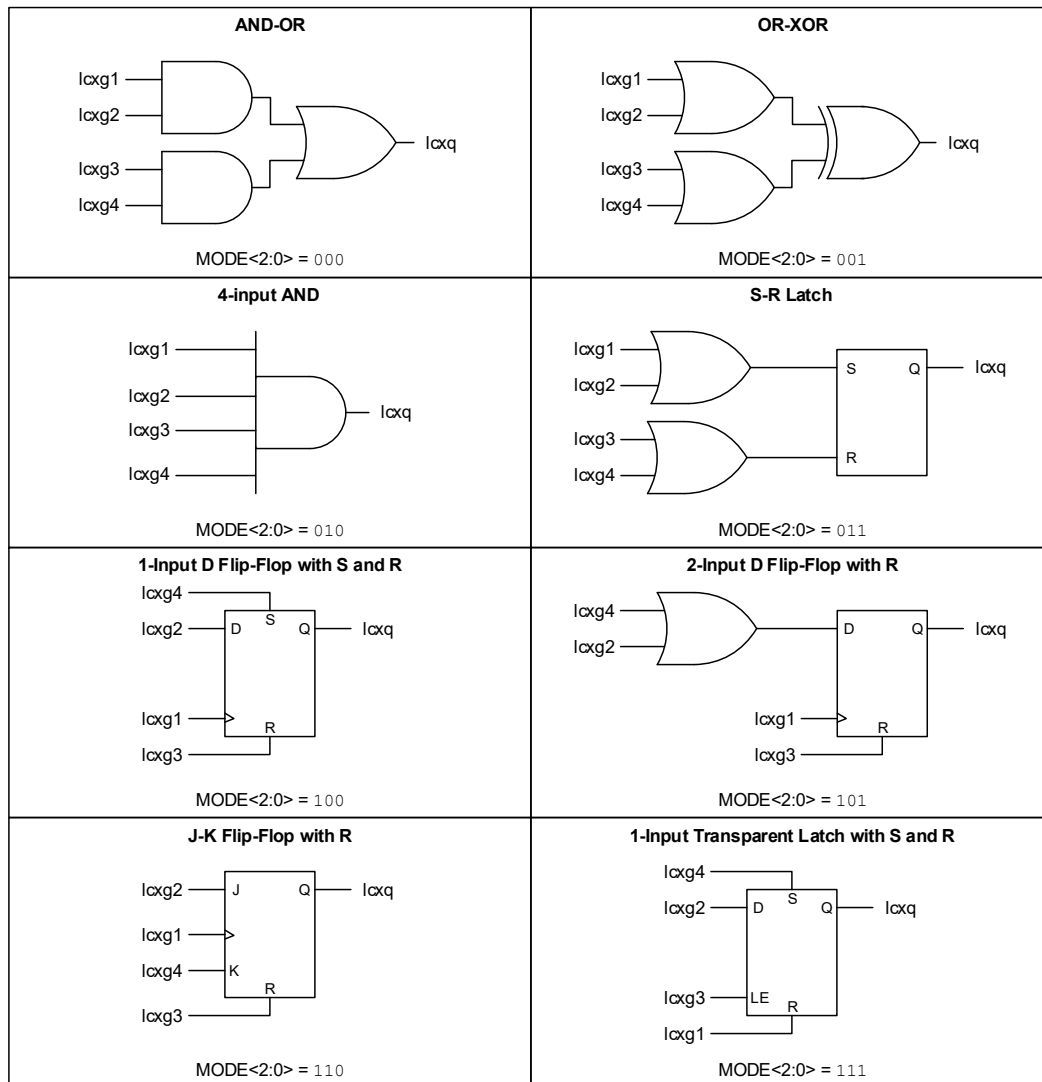 AND-OR
lcxg1
lcxg2
lcxg3
lcxg4
lcxq
MODE<2:0> = 000
OR-XOR
lcxg1
lcxg2
lcxg3
lcxg4
lcxq
MODE<2:0> = 001
4-input AND
lcxg1
lcxg2
lcxg3
lcxg4
lcxq
MODE<2:0> = 010
S-R Latch
lcxg1
lcxg2
lcxg3
lcxg4
S
Q
lcxq
R
MODE<2:0> = 011
1-Input D Flip-Flop with S and R
lcxg4
S
lcxg2
D
Q
lcxq
lcxg1
R
lcxg3
MODE<2:0> = 100
2-Input D Flip-Flop with R
lcxg4
lcxg2
D
Q
lcxq
lcxg1
R
lcxg3
MODE<2:0> = 101
J-K Flip-Flop with R
lcxg2
J
Q
lcxq
lcxg1
lcxg4
K
R
lcxg3
MODE<2:0> = 110
1-Input Transparent Latch with S and R
lcxg4
S
lcxg2
D
Q
lcxq
lcxg3
LE
R
lcxg1
MODE<2:0> = 111